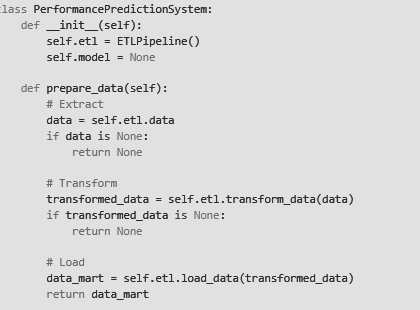 class PerformancePredictionSystem:
    def __init__(self):
        self.etl = ETLPipeline()
        self.model = None

    def prepare_data(self):
        # Extract
        data = self.etl.data
        if data is None:
            return None

        # Transform
        transformed_data = self.etl.transform_data(data)
        if transformed_data is None:
            return None

        # Load
        data_mart = self.etl.load_data(transformed_data)
        return data_mart